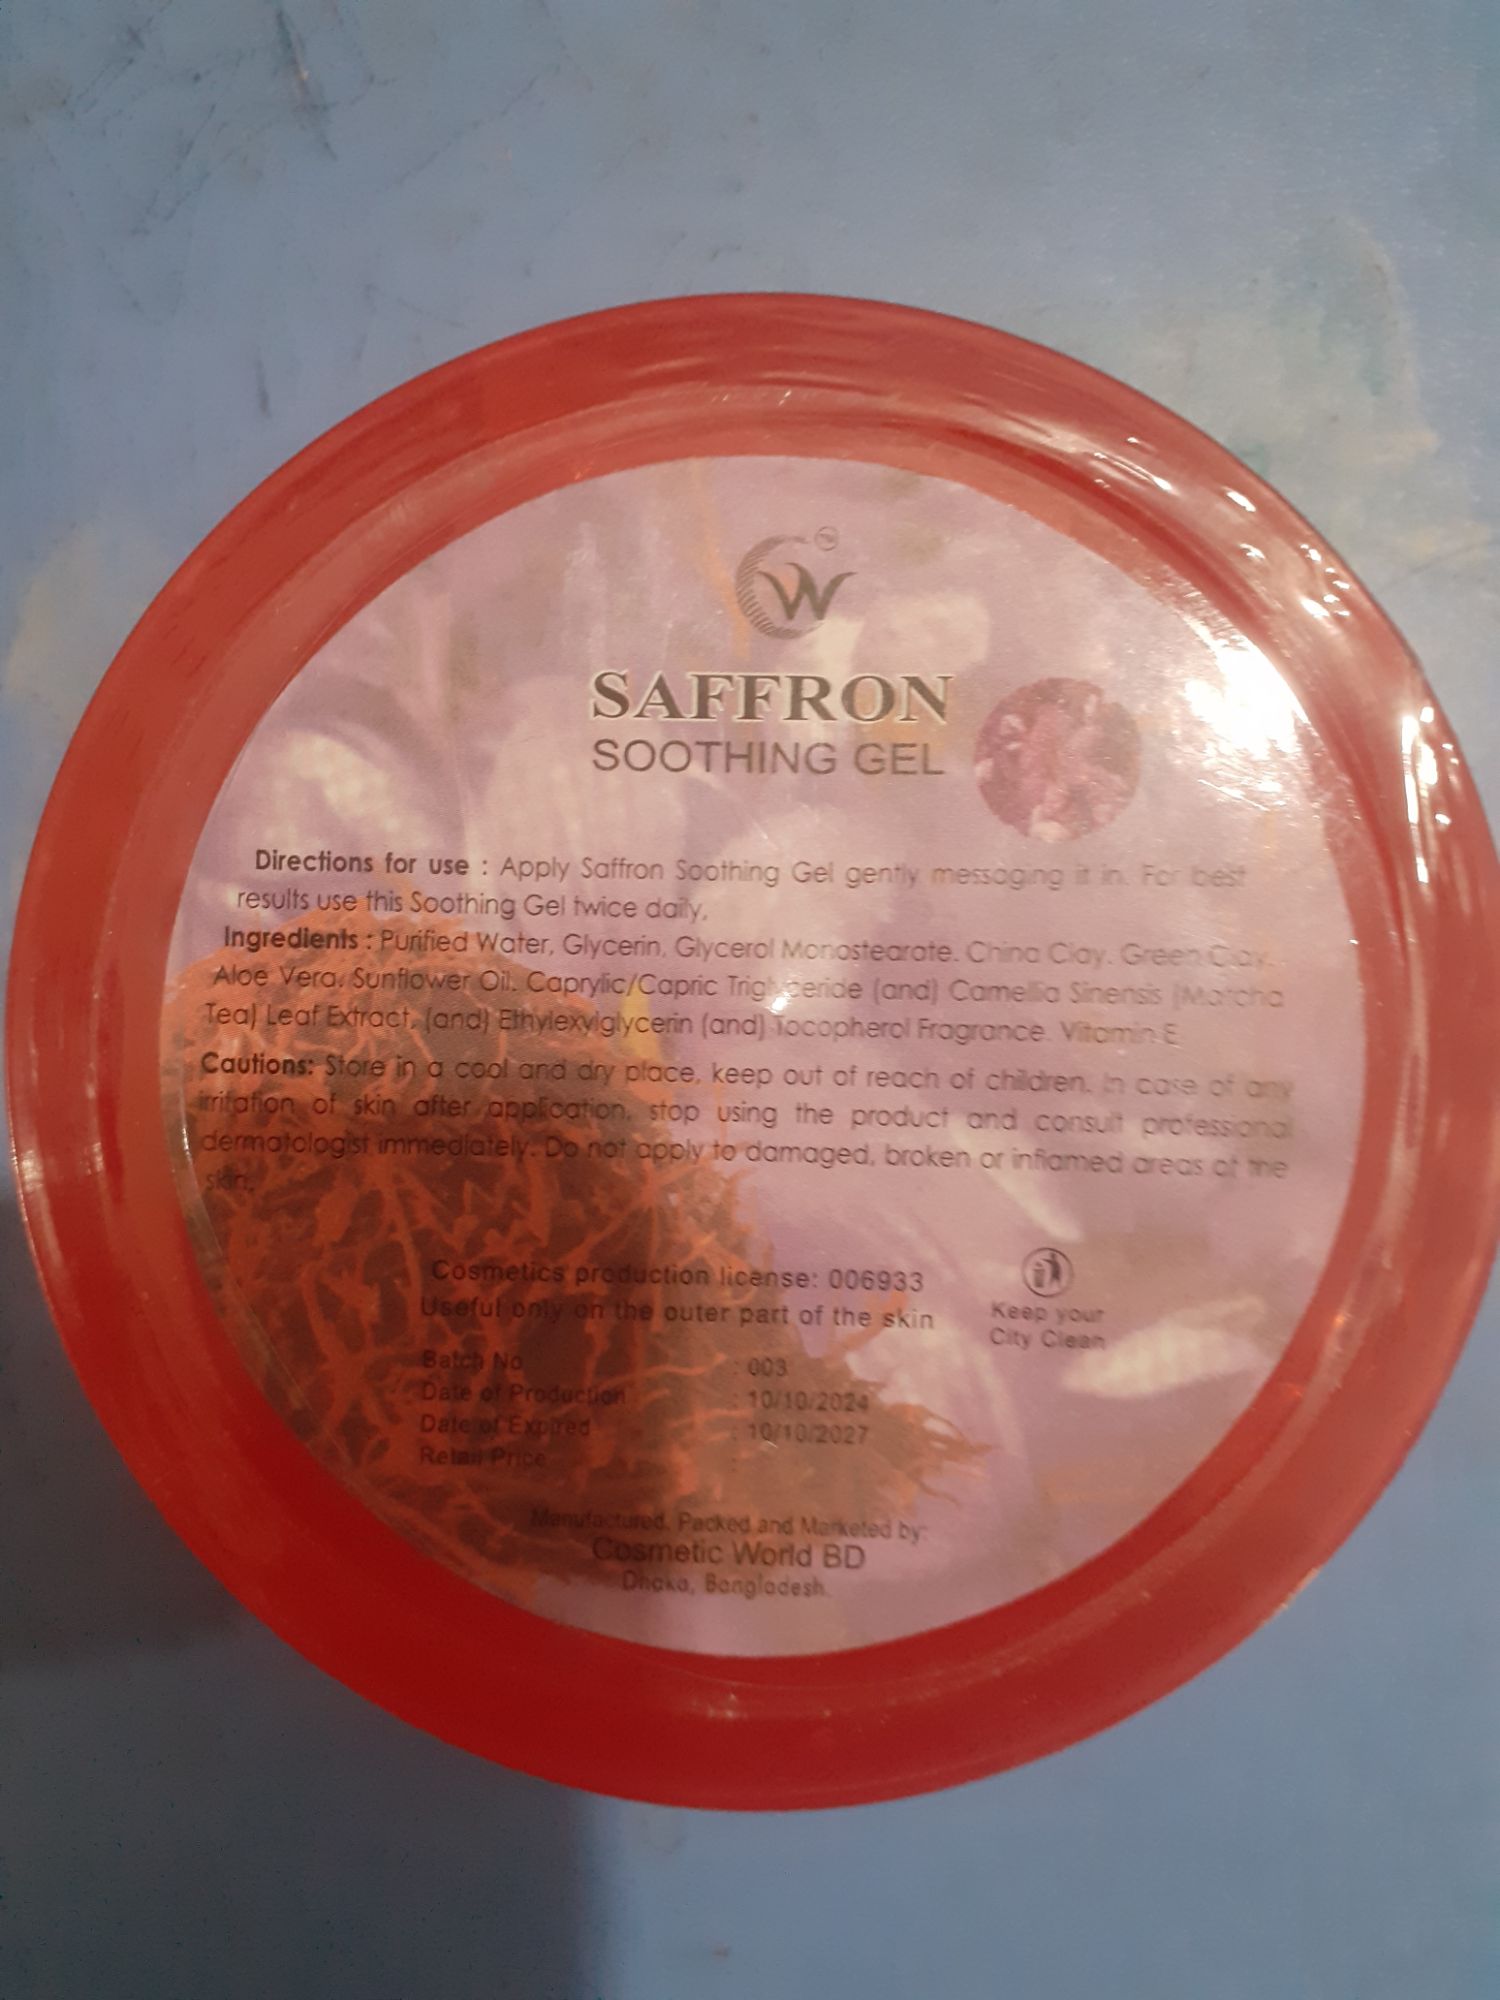 CW TM
SAFFRON
SOOTHING GEL
Directions for use : Apply Saffron Soothing Gel gently messaging it in. For best
results use this Soothing Gel twice daily,
Ingredients : Purified Water, Glycerin, Glycerol Monostearate. China Clay. Green Clay.
Aloe Vera. Sunflower Oil. Caprylic/Capric Triglyceride (and) Camellia Sinensis (Matcha
Tea) Leaf Extract, (and) Ethylexylglycerin (and) Tocopherol Fragrance. Vitamin E
Cautions: Store in a cool and dry place, keep out of reach of children. In case of any
irritation of skin after application, stop using the product and consult professional
dermatologist immediately. Do not apply to damaged, broken or inflamed areas of the
skin.
Cosmetics production license: 006933
Useful only on the outer part of the skin
Keep your
City Clean
Batch No : 003
Date of Production : 10/10/2024
Date of Expired : 10/10/2027
Retail Price :
Manufactured, Packed and Marketed by:
Cosmetic World BD
Dhaka, Bangladesh.